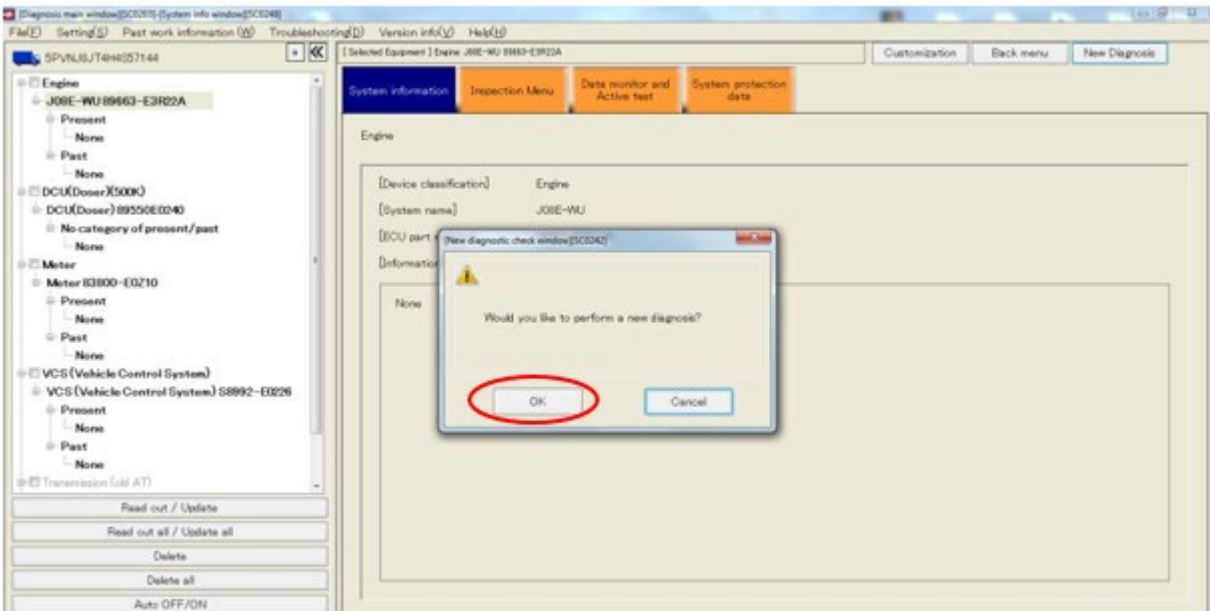 [Diagnosis main window][SC0203]-[System info window][SC0248]
File(F) Setting(S) Past work information (W) Troubleshooting(D) Version info(V) Help(H)
5PVNJ8JT4H4S57144
[ Selected Equipment ] Engine J08E-WU 89663-E3R22A
Customization
Back menu
New Diagnosis
System information
Inspection Menu
Data monitor and
Active test
System protection
data
Engine
J08E-WU 89663-E3R22A
Present
None
Past
None
DCU(Doser)(500K)
DCU(Doser) 89550E0240
No category of present/past
None
Meter
Meter 83800-E0Z10
Present
None
Past
None
VCS (Vehicle Control System)
VCS (Vehicle Control System) S8992-E0226
Present
None
Past
None
Transmission (old AT)
Read out / Update
Read out all / Update all
Delete
Delete all
Auto OFF/ON
Engine
[Device classification] Engine
[System name] J08E-WU
[ECU part
[Information
None
[New diagnostic check window][SC0242]
Would you like to perform a new diagnosis?
OK
Cancel